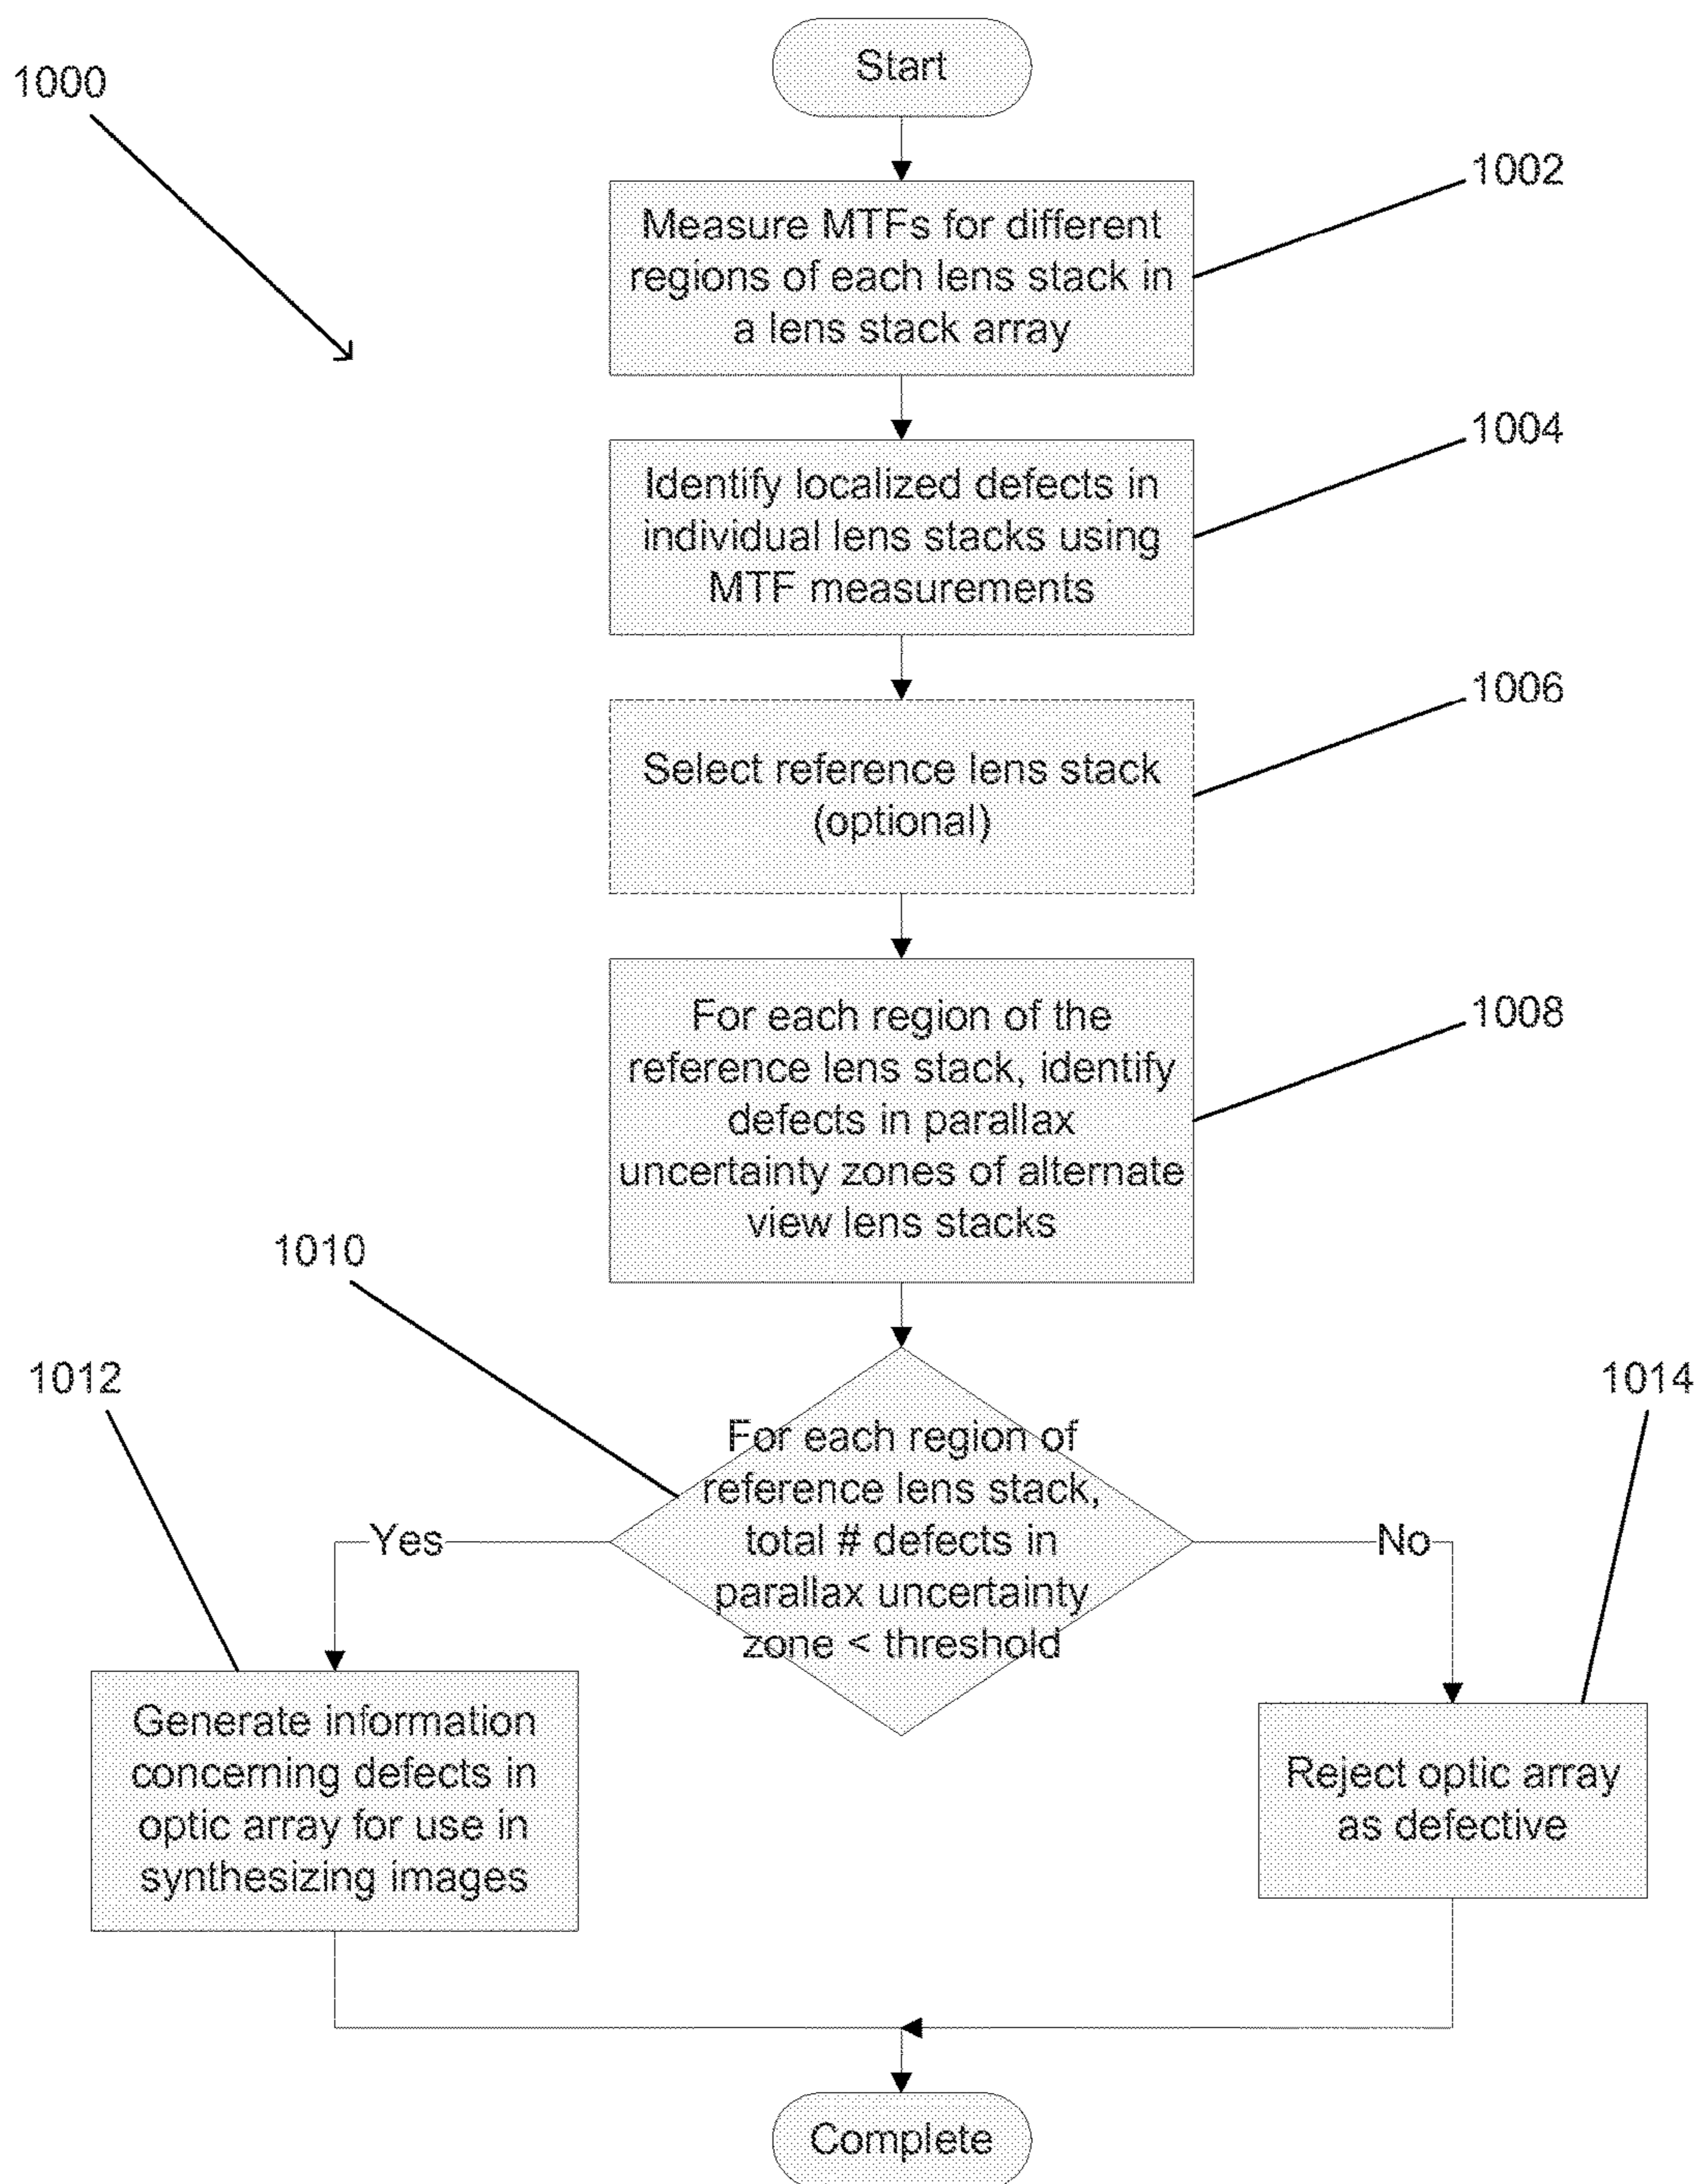 Start
1000
1002
Measure MTFs for different
regions of each lens stack in
a lens stack array
1004
Identify localized defects in
individual lens stacks using
MTF measurements
1006
Select reference lens stack
(optional)
1008
For each region of the
reference lens stack, identify
defects in parallax
uncertainty zones of alternate
view lens stacks
1010
1012
1014
For each region of
reference lens stack,
total # defects in
parallax uncertainty
zone < threshold
Yes
No
Generate information
concerning defects in
optic array for use in
synthesizing images
Reject optic array
as defective
Complete